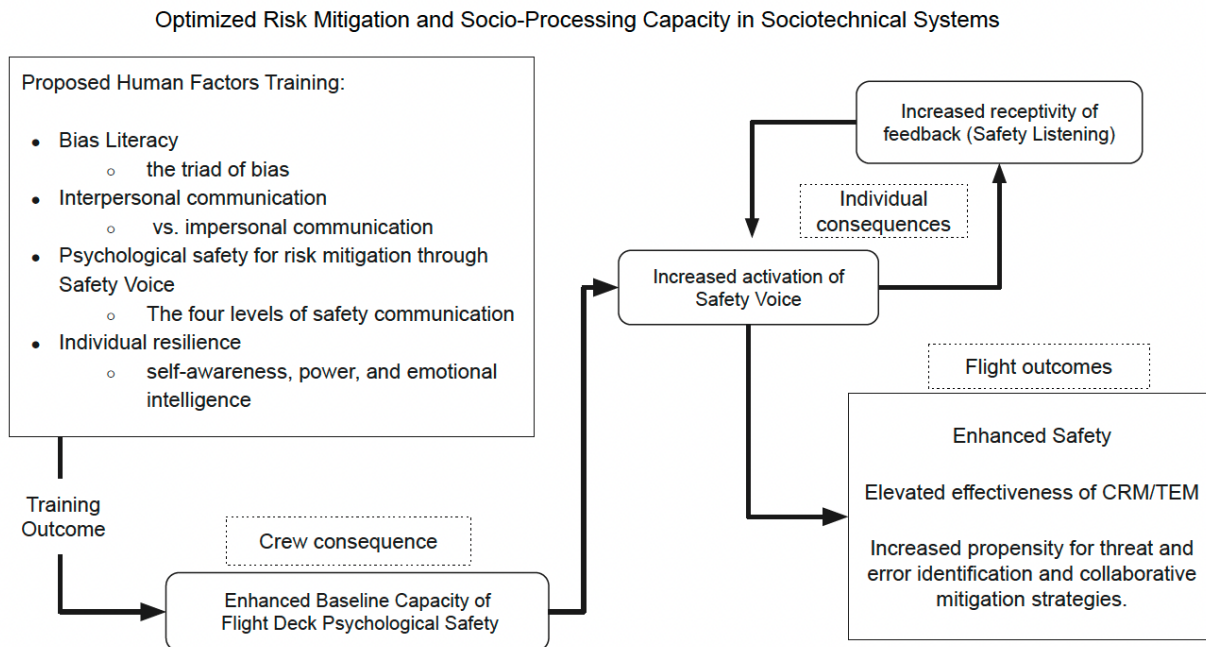 Optimized Risk Mitigation and Socio-Processing Capacity in Sociotechnical Systems
Proposed Human Factors Training:
● Bias Literacy
○ the triad of bias
● Interpersonal communication
○ vs. impersonal communication
● Psychological safety for risk mitigation through
Safety Voice
○ The four levels of safety communication
● Individual resilience
○ self-awareness, power, and emotional
intelligence
Training
Outcome
Crew consequence
Enhanced Baseline Capacity of
Flight Deck Psychological Safety
Increased receptivity of
feedback (Safety Listening)
Individual
consequences
Increased activation of
Safety Voice
Flight outcomes
Enhanced Safety
Elevated effectiveness of CRM/TEM
Increased propensity for threat and
error identification and collaborative
mitigation strategies.